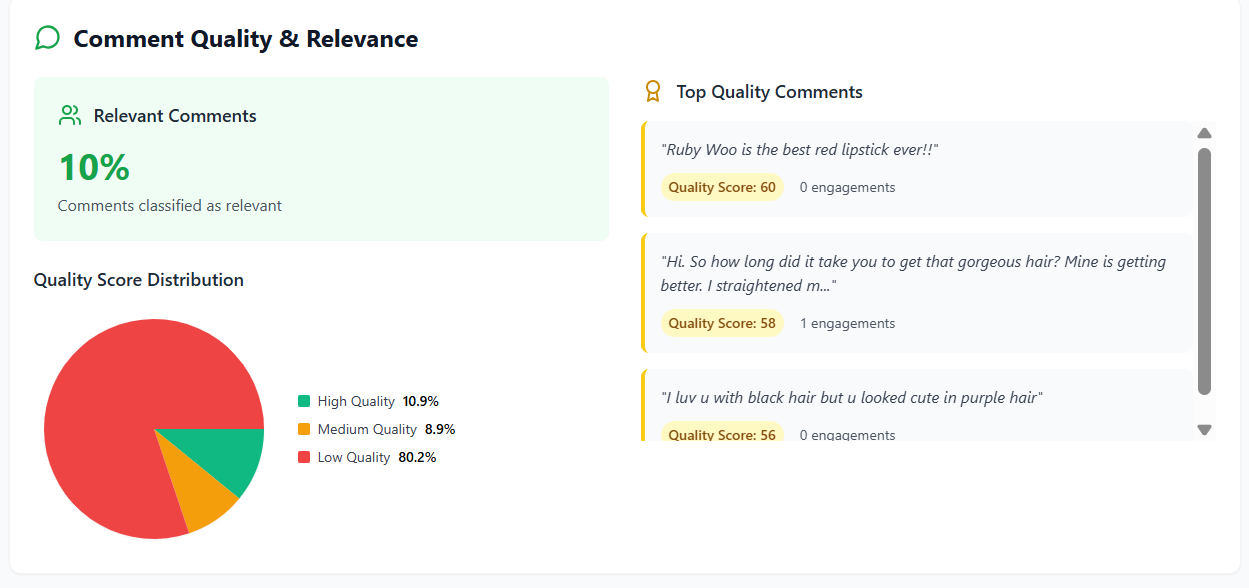 Comment Quality & Relevance
Relevant Comments
10%
Comments classified as relevant
Quality Score Distribution
High Quality 10.9%
Medium Quality 8.9%
Low Quality 80.2%
Top Quality Comments
"Ruby Woo is the best red lipstick ever!!"
Quality Score: 60 0 engagements
"Hi. So how long did it take you to get that gorgeous hair? Mine is getting
better. I straightened m..."
Quality Score: 58 1 engagements
"I luv u with black hair but u looked cute in purple hair"
Quality Score: 56 0 engagements